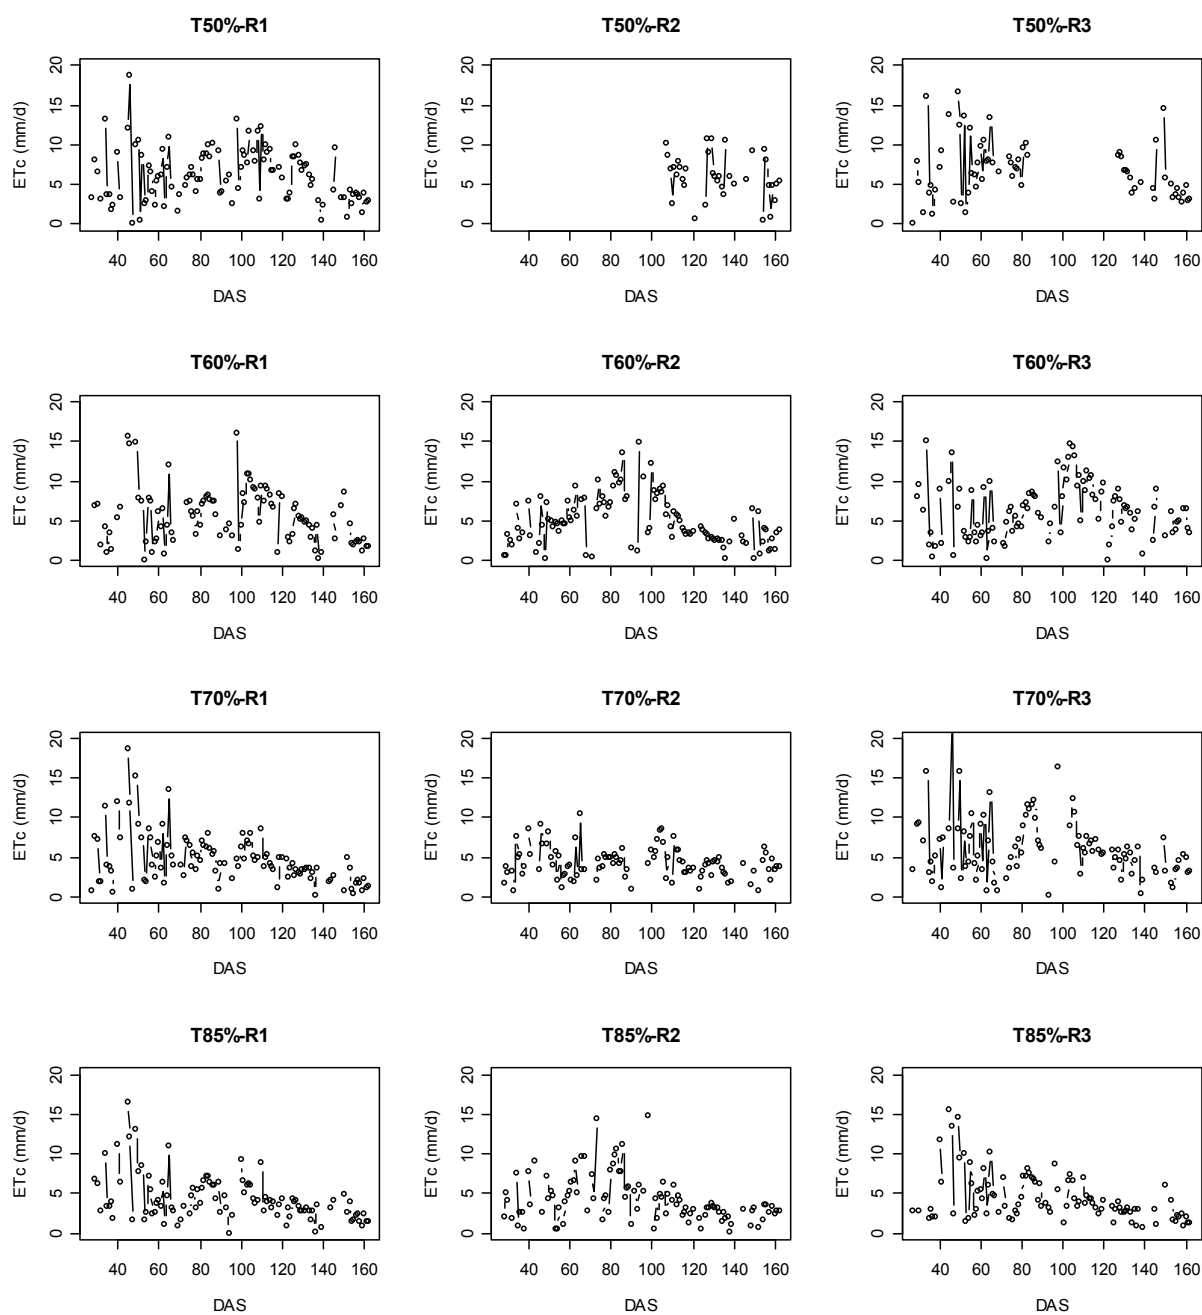 T50%-R1 T50%-R2 T50%-R3
ETc (mm/d) 0 5 10 15 20 ETc (mm/d) 0 5 10 15 20 ETc (mm/d) 0 5 10 15 20
40 60 80 100 120 140 160 40 60 80 100 120 140 160 40 60 80 100 120 140 160
DAS DAS DAS
T60%-R1 T60%-R2 T60%-R3
ETc (mm/d) 0 5 10 15 20 ETc (mm/d) 0 5 10 15 20 ETc (mm/d) 0 5 10 15 20
40 60 80 100 120 140 160 40 60 80 100 120 140 160 40 60 80 100 120 140 160
DAS DAS DAS
T70%-R1 T70%-R2 T70%-R3
ETc (mm/d) 0 5 10 15 20 ETc (mm/d) 0 5 10 15 20 ETc (mm/d) 0 5 10 15 20
40 60 80 100 120 140 160 40 60 80 100 120 140 160 40 60 80 100 120 140 160
DAS DAS DAS
T85%-R1 T85%-R2 T85%-R3
ETc (mm/d) 0 5 10 15 20 ETc (mm/d) 0 5 10 15 20 ETc (mm/d) 0 5 10 15 20
40 60 80 100 120 140 160 40 60 80 100 120 140 160 40 60 80 100 120 140 160
DAS DAS DAS